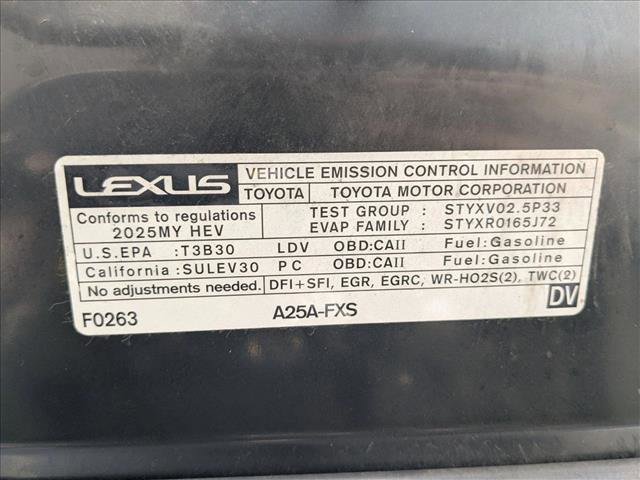 LEXUS VEHICLE EMISSION CONTROL INFORMATION
TOYOTA TOYOTA MOTOR CORPORATION
Conforms to regulations
2025MY HEV
TEST GROUP : STYXV02.5P33
EVAP FAMILY : STYXR0165J72
U.S.EPA :T3B30 LDV OBD:CAII Fuel:Gasoline
California :SULEV30 PC OBD:CAII Fuel:Gasoline
No adjustments needed. DFI+SFI, EGR, EGRC, WR-HO2S(2), TWC(2)
F0263 A25A-FXS DV